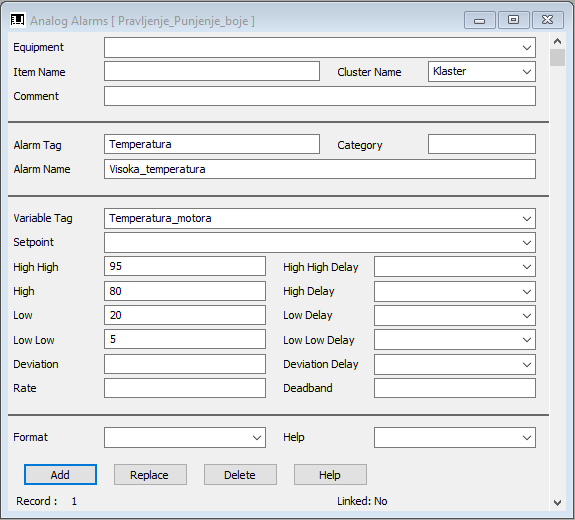 Analog Alarms [ Pravljenje_Punjenje_boje ]
Equipment
Item Name Cluster Name Klaster
Comment
Alarm Tag Temperatura Category
Alarm Name Visoka_temperatura
Variable Tag Temperatura_motora
Setpoint
High High 95 High High Delay
High 80 High Delay
Low 20 Low Delay
Low Low 5 Low Low Delay
Deviation Deviation Delay
Rate Deadband
Format Help
Add Replace Delete Help
Record : 1 Linked: No